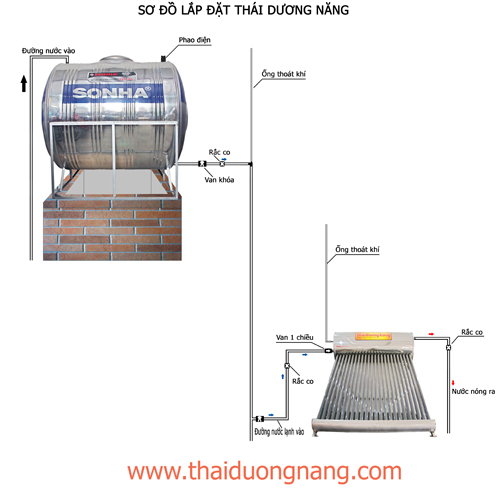 SƠ ĐỒ LẮP ĐẶT THÁI DƯƠNG NĂNG
Đường nước vào
Phao điện
SONHA®
Ống thoát khí
Rắc co
Van khóa
Ống thoát khí
Van 1 chiều
Rắc co
Rắc co
Nước nóng ra
Đường nước lạnh vào
www.thaiduongnang.com